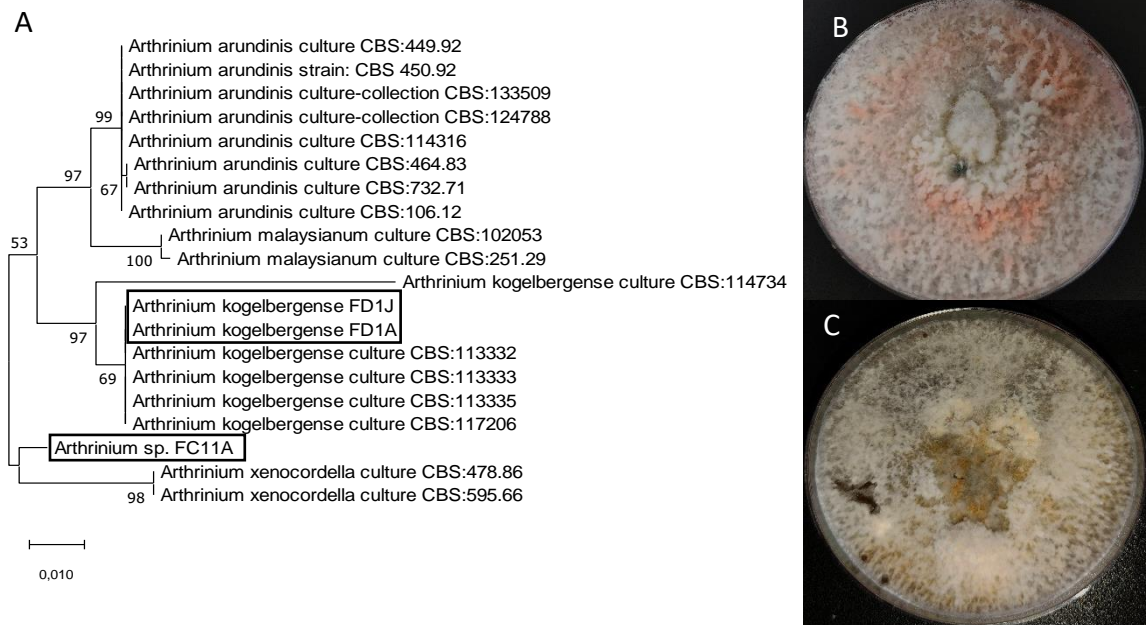 A
Arthrinium arundinis culture CBS:449.92
Arthrinium arundinis strain: CBS 450.92
Arthrinium arundinis culture-collection CBS:133509
99
Arthrinium arundinis culture-collection CBS:124788
Arthrinium arundinis culture CBS:114316
Arthrinium arundinis culture CBS:464.83
97
67
Arthrinium arundinis culture CBS:732.71
Arthrinium arundinis culture CBS:106.12
Arthrinium malaysianum culture CBS:102053
53
100
Arthrinium malaysianum culture CBS:251.29
Arthrinium kogelbergense culture CBS:114734
Arthrinium kogelbergense FD1J
Arthrinium kogelbergense FD1A
97
Arthrinium kogelbergense culture CBS:113332
69
Arthrinium kogelbergense culture CBS:113333
Arthrinium kogelbergense culture CBS:113335
Arthrinium kogelbergense culture CBS:117206
Arthrinium sp. FC11A
Arthrinium xenocordella culture CBS:478.86
98
Arthrinium xenocordella culture CBS:595.66
0,010
B
C